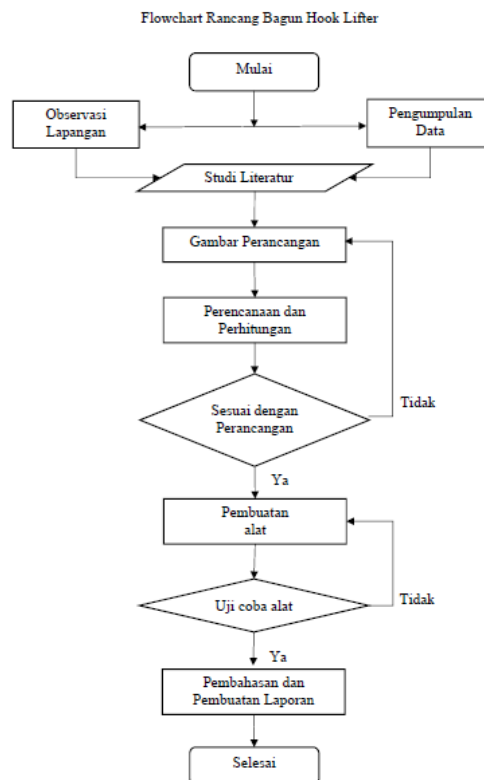 Flowchart Rancang Bagun Hook Lifter
Mulai
Observasi
Lapangan
Pengumpulan
Data
Studi Literatur
Gambar Perancangan
Perencanaan dan
Perhitungan
Sesuai dengan
Perancangan
Tidak
Ya
Pembuatan
alat
Uji coba alat
Tidak
Ya
Pembahasan dan
Pembuatan Laporan
Selesai